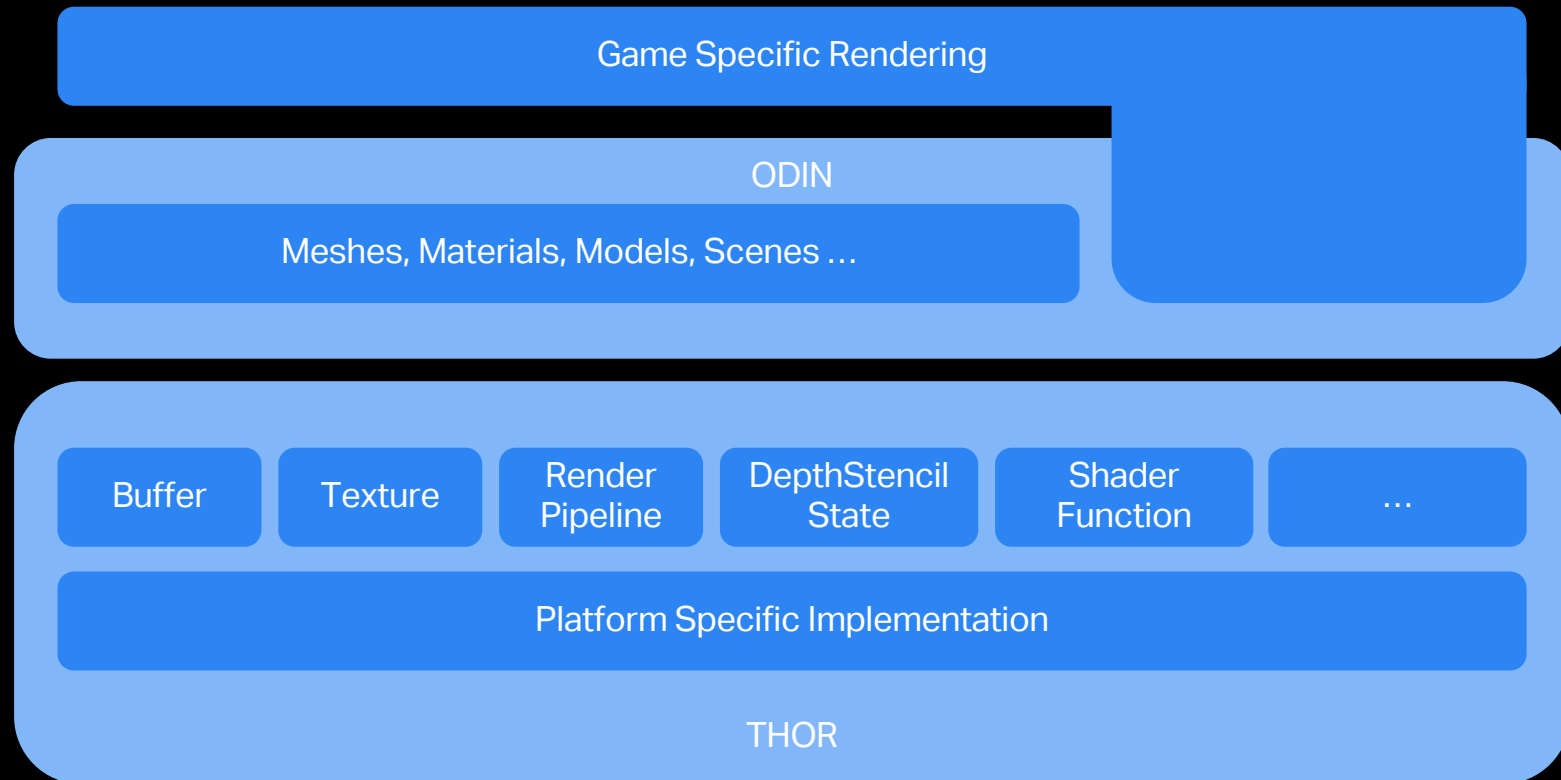 Game Specific Rendering
ODIN
Meshes, Materials, Models, Scenes …
Buffer
Texture
Render
Pipeline
DepthStencil
State
Shader
Function
…
Platform Specific Implementation
THOR